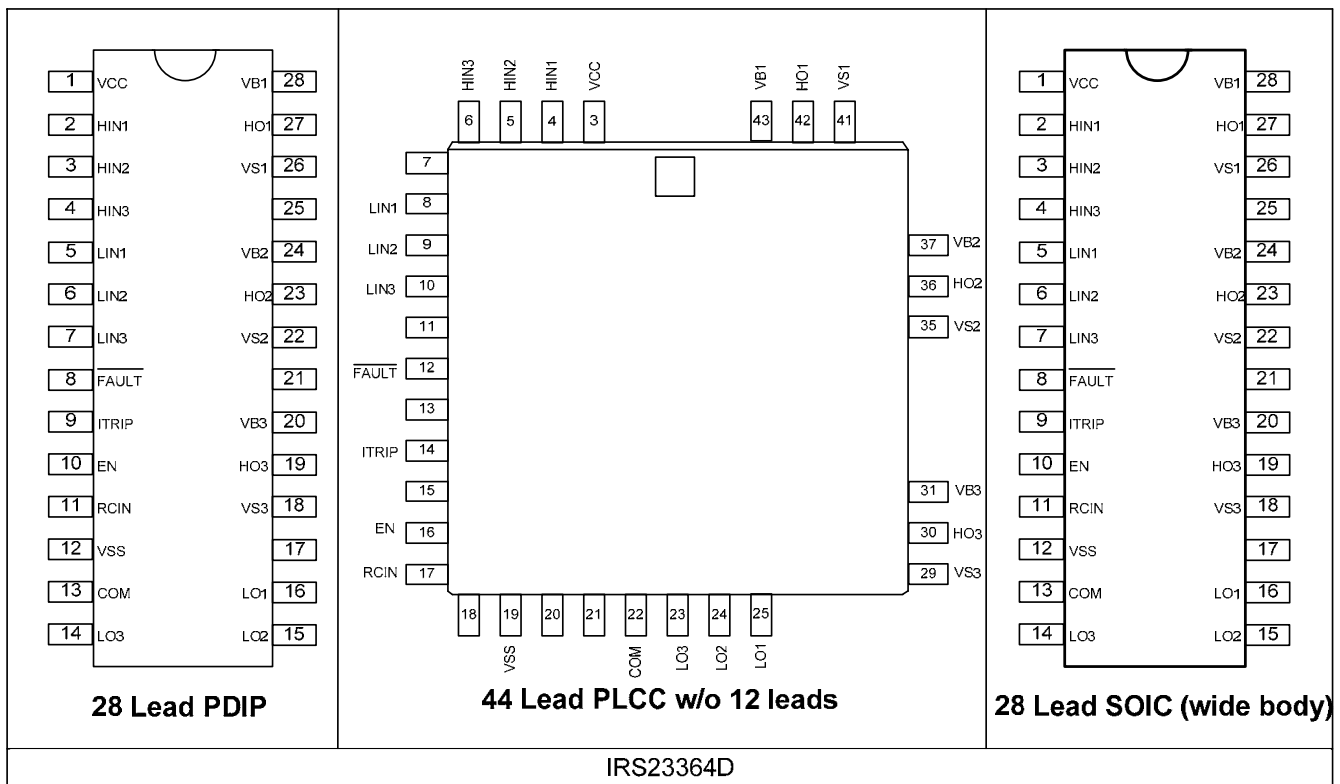 1 VCC VB1 28
2 HIN1 HO1 27
3 HIN2 VS1 26
4 HIN3 25
5 LIN1 VB2 24
6 LIN2 HO2 23
7 LIN3 VS2 22
8 FAULT 21
9 ITRIP VB3 20
10 EN HO3 19
11 RCIN VS3 18
12 VSS 17
13 COM LO1 16
14 LO3 LO2 15
28 Lead PDIP
HIN3 HIN2 HIN1 VCC VB1 HO1 VS1
6 5 4 3 43 42 41
7
LIN1 8
LIN2 9 37 VB2
LIN3 10 36 HO2
11 35 VS2
FAULT 12
13
ITRIP 14
15 31 VB3
EN 16 30 HO3
RCIN 17 29 VS3
18 19 20 21 22 23 24 25
VSS COM LO3 LO2 LO1
44 Lead PLCC w/o 12 leads
1 VCC VB1 28
2 HIN1 HO1 27
3 HIN2 VS1 26
4 HIN3 25
5 LIN1 VB2 24
6 LIN2 HO2 23
7 LIN3 VS2 22
8 FAULT 21
9 ITRIP VB3 20
10 EN HO3 19
11 RCIN VS3 18
12 VSS 17
13 COM LO1 16
14 LO3 LO2 15
28 Lead SOIC (wide body)
IRS23364D